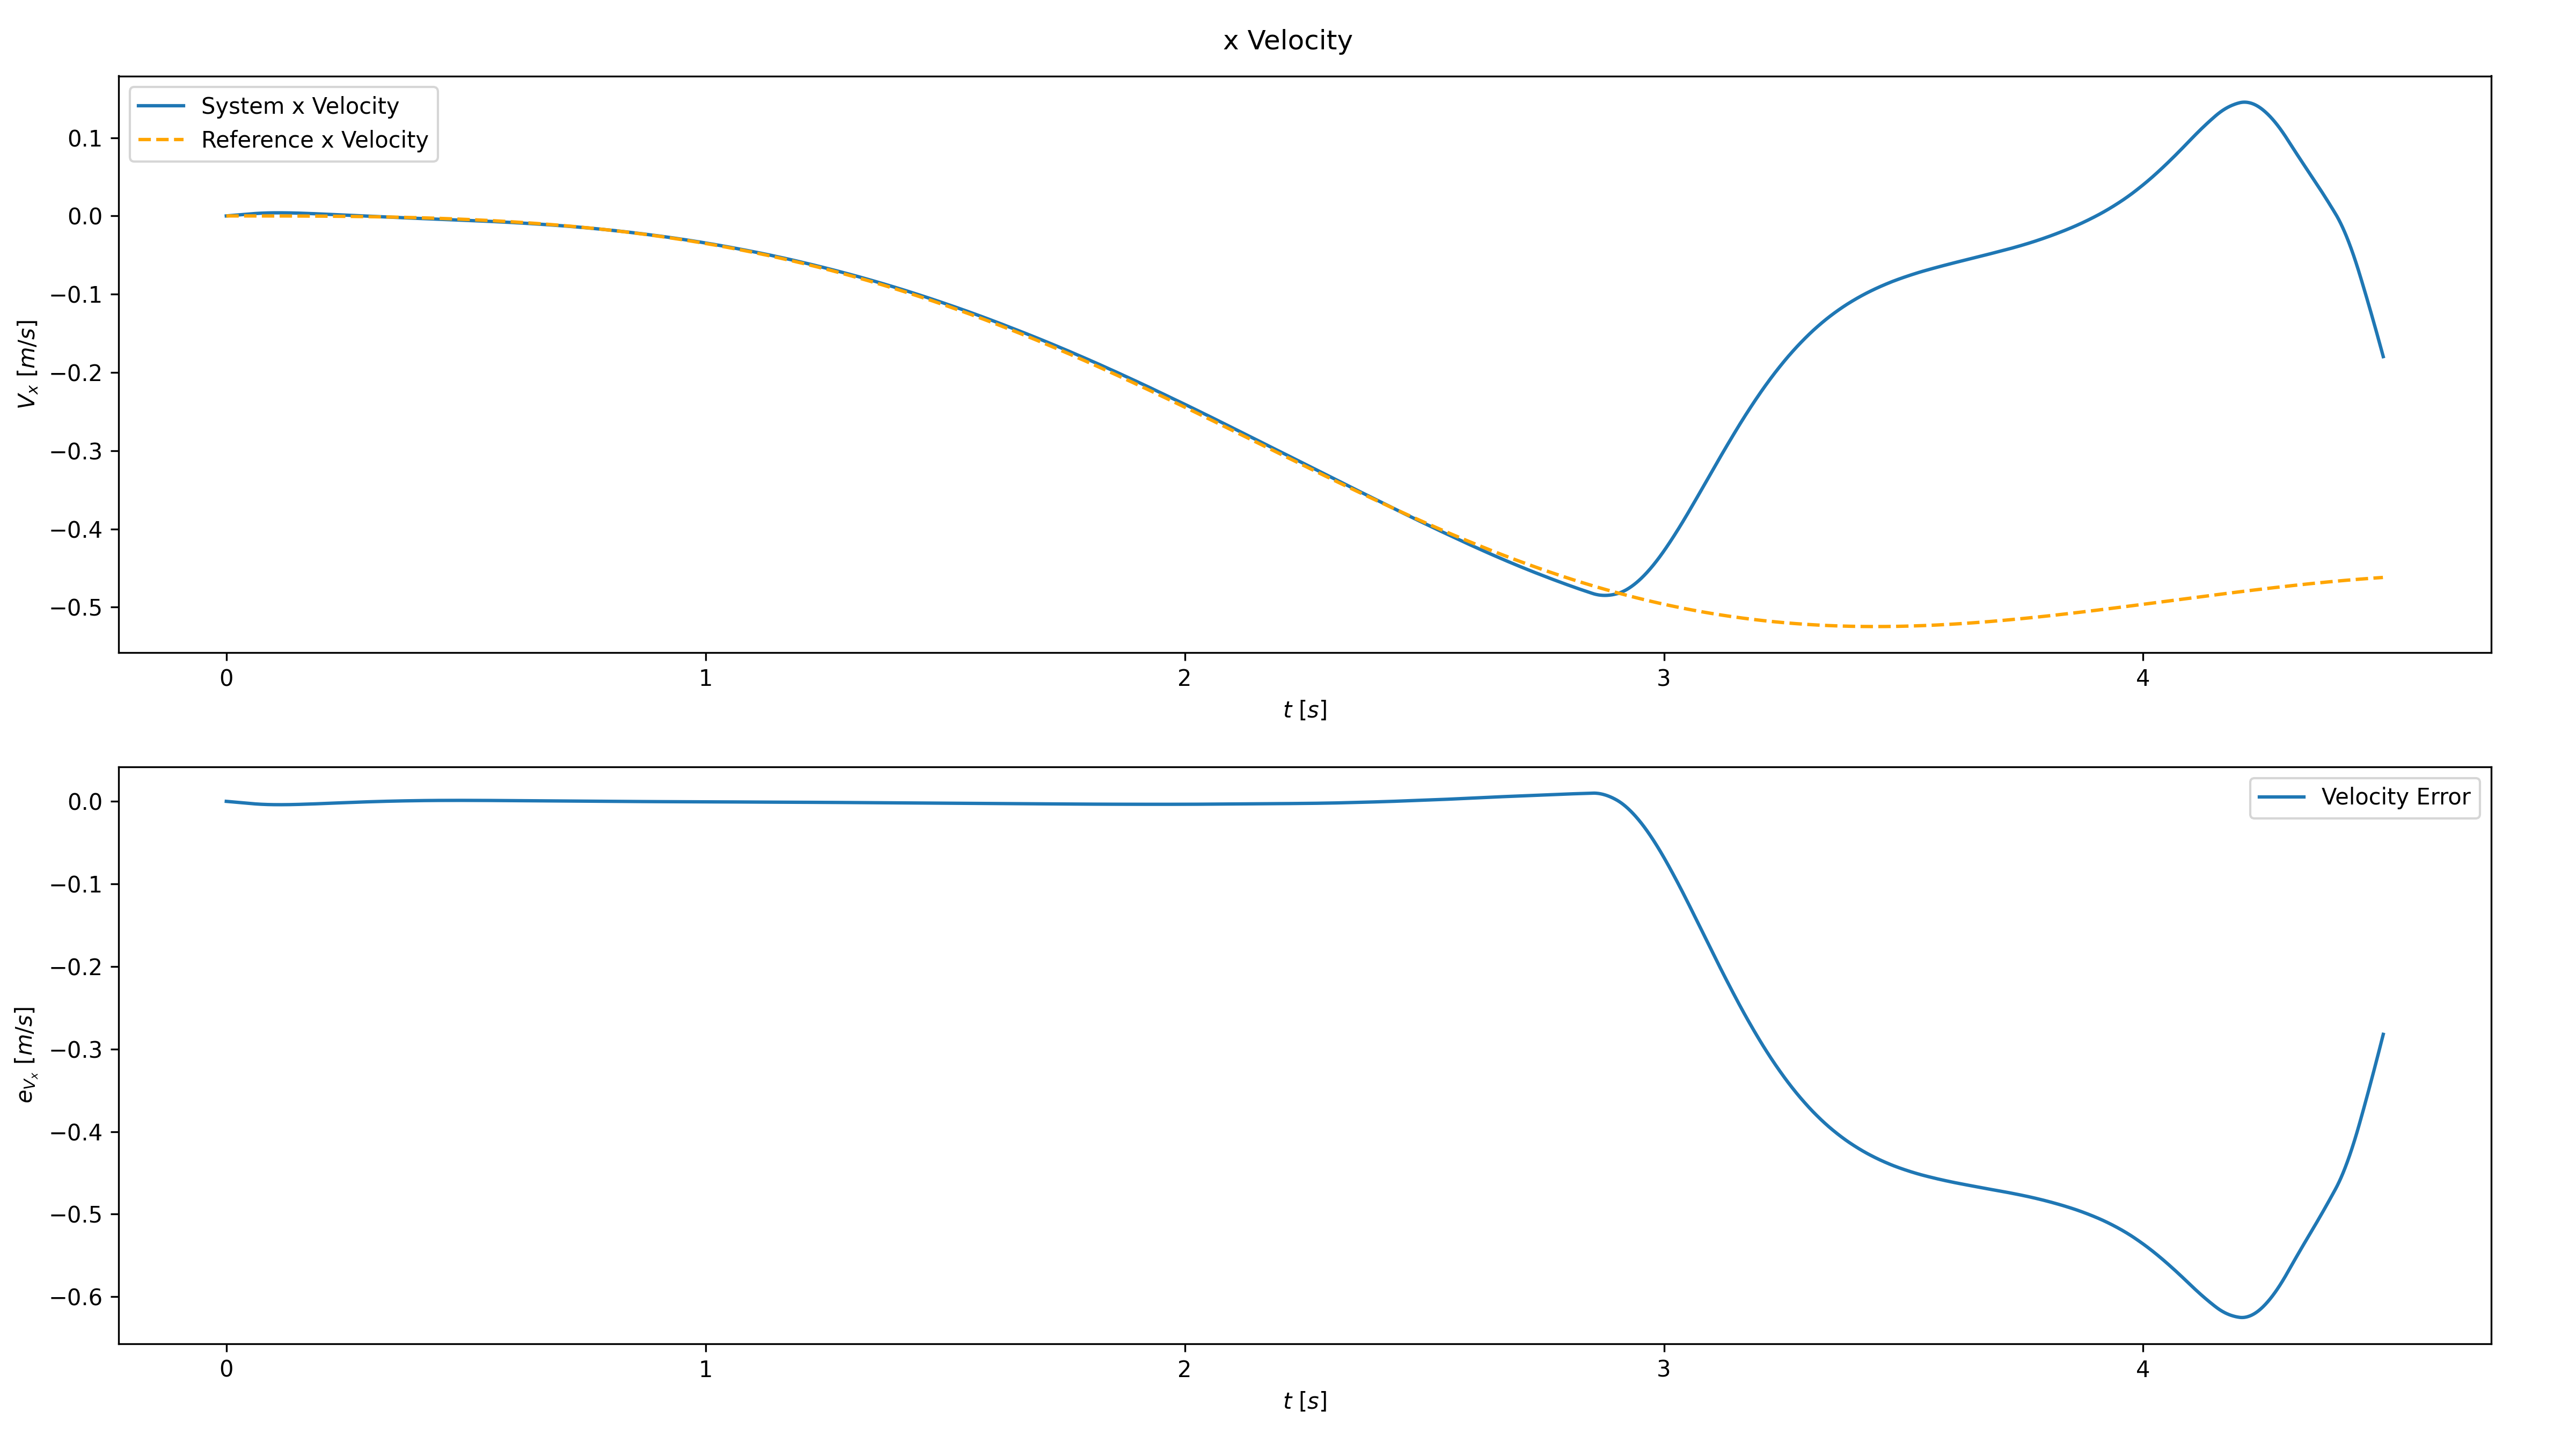 x Velocity
System x Velocity
Reference x Velocity
0.1
0.0
−0.1
−0.2
−0.3
−0.4
−0.5
V_x [m/s]
0 1 2 3 4
t [s]
Velocity Error
0.0
−0.1
−0.2
−0.3
−0.4
−0.5
−0.6
e_{V_x} [m/s]
0 1 2 3 4
t [s]